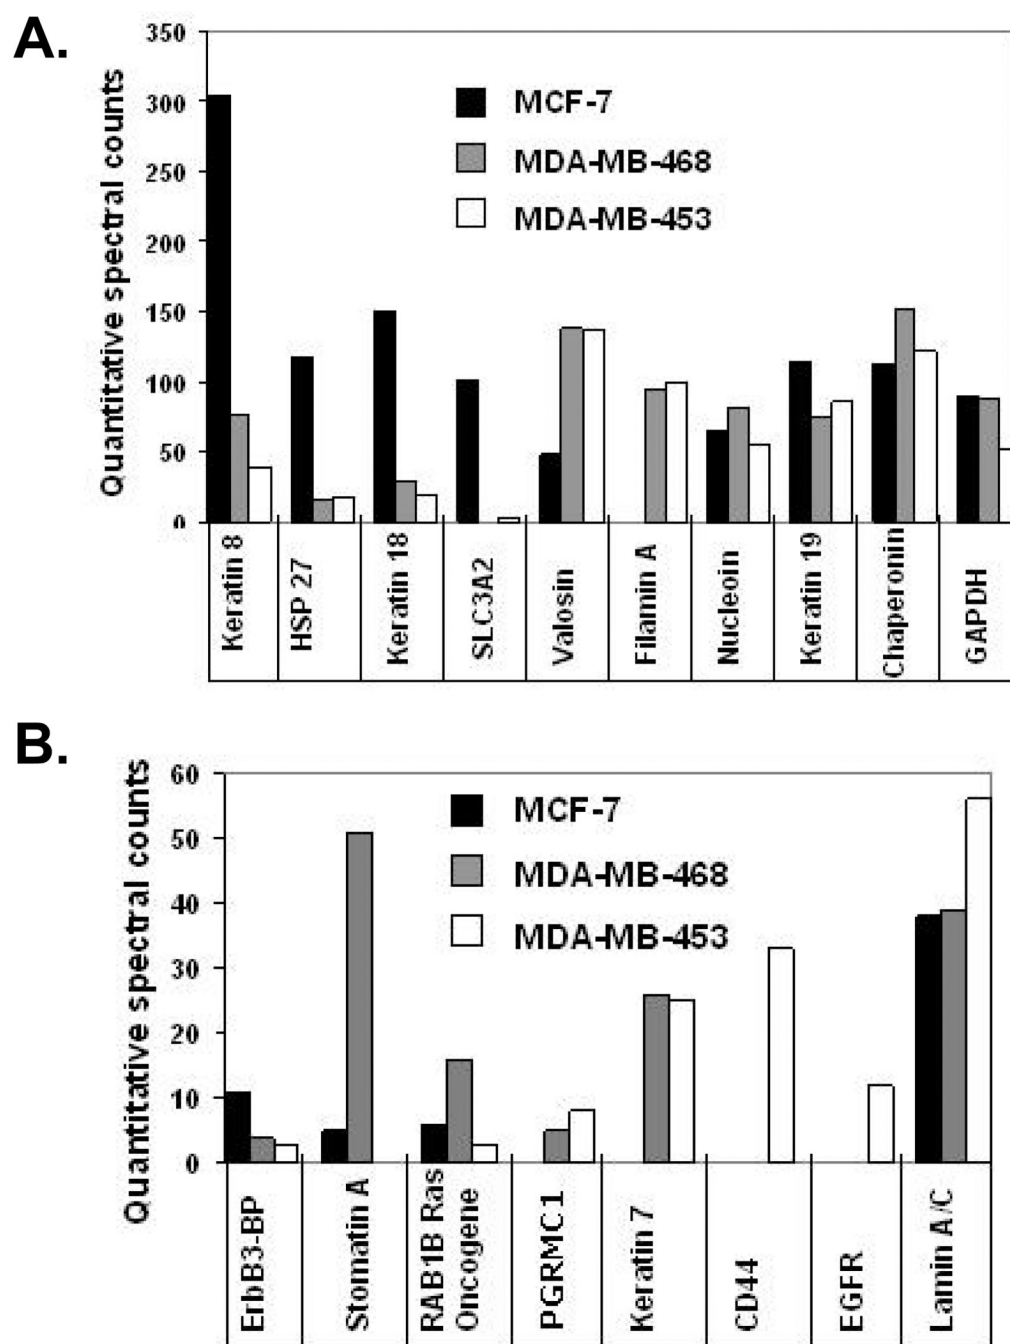 A.
Quantitative spectral counts
350
300
250
200
150
100
50
0
MCF-7
MDA-MB-468
MDA-MB-453
Keratin 8
HSP 27
Keratin 18
SLC3A2
Valosin
Filamin A
Nucleoin
Keratin 19
Chaperonin
GAPDH
B.
Quantitative spectral counts
60
50
40
30
20
10
0
MCF-7
MDA-MB-468
MDA-MB-453
ErbB3-BP
Stomatin A
RAB1B Ras
Oncogene
PGRMC1
Keratin 7
CD44
EGFR
Lamin A/C